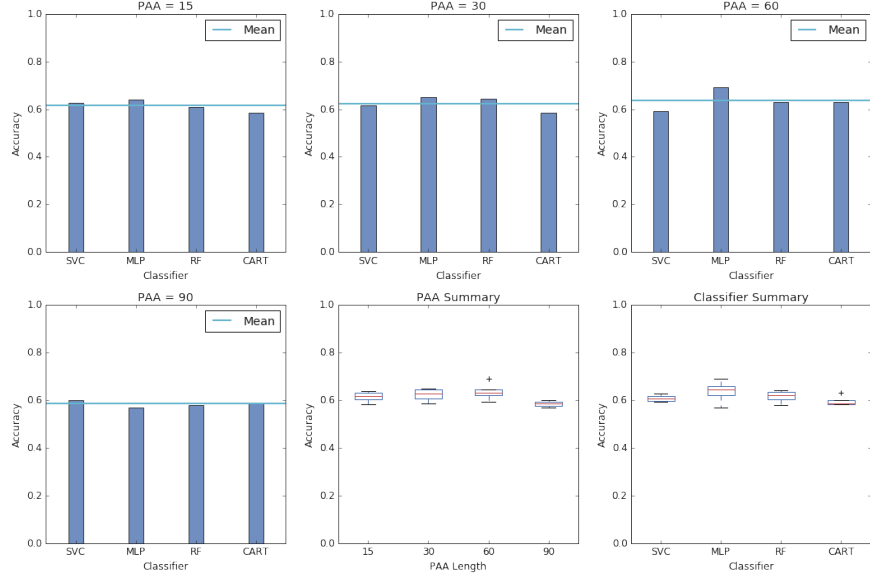 PAA = 15
1.0
0.8
0.6
0.4
0.2
0.0
Accuracy
Mean
SVC MLP RF CART
Classifier
PAA = 30
1.0
0.8
0.6
0.4
0.2
0.0
Accuracy
Mean
SVC MLP RF CART
Classifier
PAA = 60
1.0
0.8
0.6
0.4
0.2
0.0
Accuracy
Mean
SVC MLP RF CART
Classifier
PAA = 90
1.0
0.8
0.6
0.4
0.2
0.0
Accuracy
Mean
SVC MLP RF CART
Classifier
PAA Summary
1.0
0.8
0.6
0.4
0.2
0.0
Accuracy
15 30 60 90
PAA Length
Classifier Summary
1.0
0.8
0.6
0.4
0.2
0.0
Accuracy
SVC MLP RF CART
Classifier